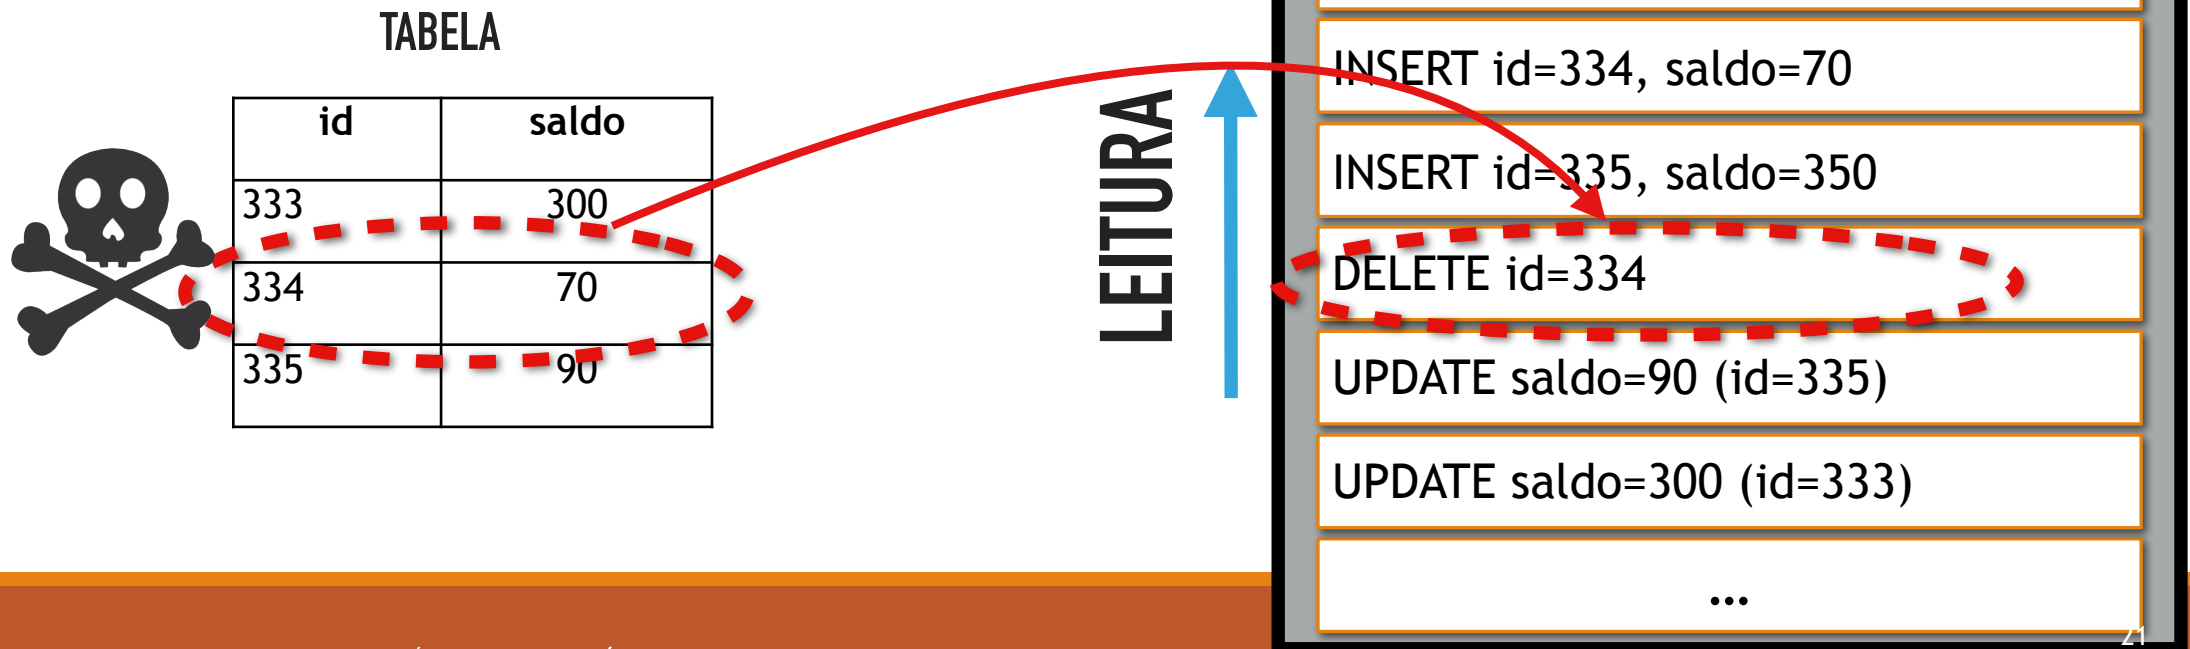 TABELA
id saldo
333 300
334 70
335 90
LEITURA
INSERT id=334, saldo=70
INSERT id=335, saldo=350
DELETE id=334
UPDATE saldo=90 (id=335)
UPDATE saldo=300 (id=333)
...
21